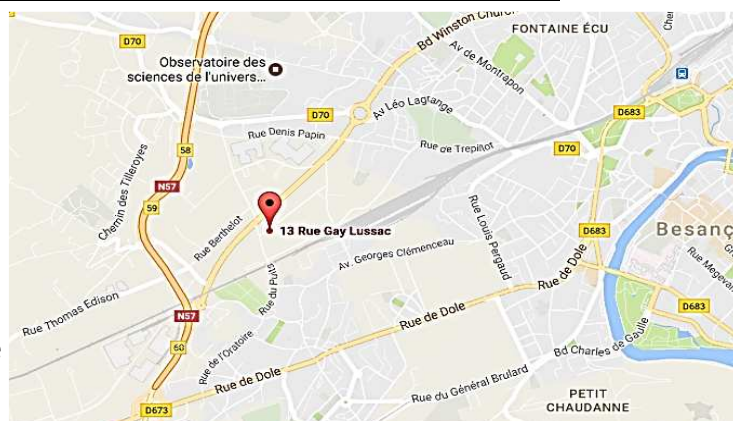 FONTAINE ÉCU
Bd Winston Church
D70
Av de Montrapon
Observatoire des
sciences de l'univers...
D70
Av Léo Lagrange
D683
Rue Denis Papin
Rue de Trepillot
D70
58
N57
Chemin des Tilleroyes
59
Rue Berthelot
13 Rue Gay Lussac
Rue Louis Pergaud
D683
Besanç
Av. Georges Clémenceau
Rue Megevan
Rue du Puits
Rue de Dole
D683
Rue Thomas Edison
N57
Rue de Dole
60
Rue de l'Oratoire
Bd Charles de Gaulle
Rue de Dole
Rue du Général Brulard
D673
PETIT
CHAUDANNE